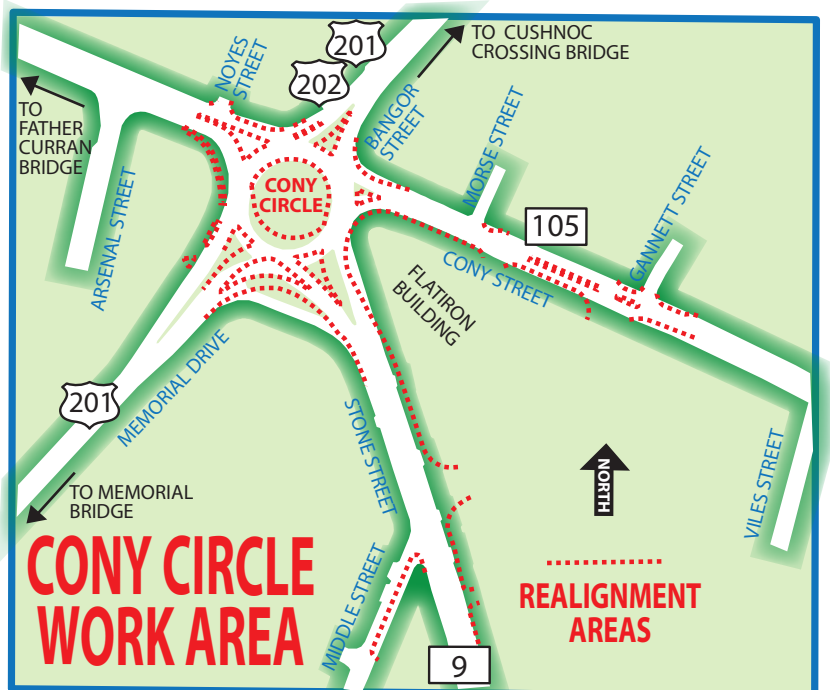 201
202
TO CUSHNOC
CROSSING BRIDGE
NOYES
STREET
BANGOR
STREET
TO
FATHER
CURRAN
BRIDGE
ARSENAL STREET
CONY
CIRCLE
MORSE STREET
105
GANNETT STREET
CONY STREET
FLATIRON
BUILDING
MEMORIAL DRIVE
201
STONE STREET
TO MEMORIAL
BRIDGE
NORTH
VILES STREET
CONY CIRCLE
WORK AREA
MIDDLE STREET
REALIGNMENT
AREAS
9